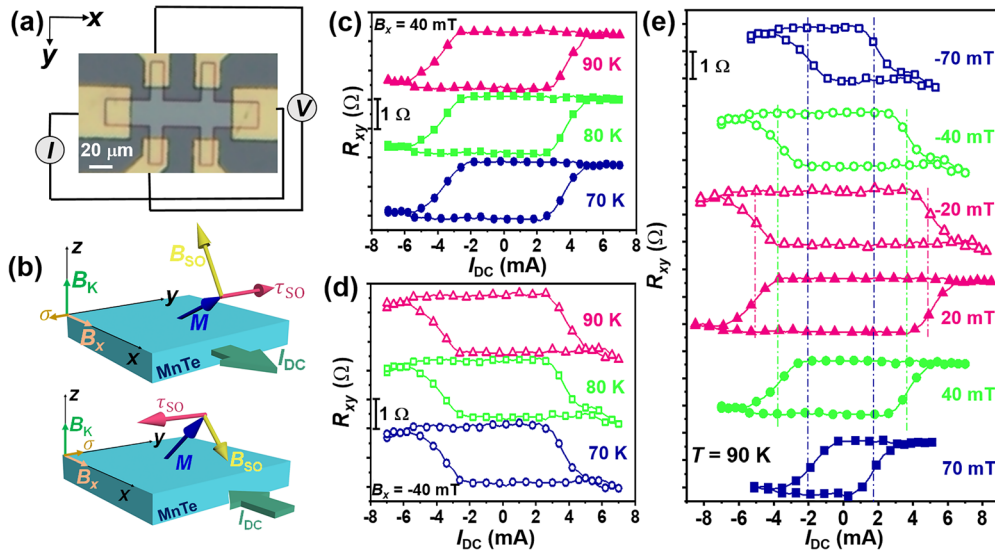 (a)
x
y
I
V
20 μm
(b)
z
B_K
σ
B_x
x
y
B_SO
τ_SO
M
MnTe
I_DC
z
B_K
σ
B_x
x
y
τ_SO
M
B_SO
MnTe
I_DC
(c)
B_x = 40 mT
90 K
1 Ω
80 K
70 K
R_xy (Ω)
-8 -6 -4 -2 0 2 4 6 8
I_DC (mA)
(d)
90 K
80 K
1 Ω
70 K
B_x = -40 mT
R_xy (Ω)
-8 -6 -4 -2 0 2 4 6 8
I_DC (mA)
(e)
1 Ω
-70 mT
-40 mT
-20 mT
20 mT
40 mT
T = 90 K
70 mT
R_xy (Ω)
-8 -6 -4 -2 0 2 4 6 8
I_DC (mA)